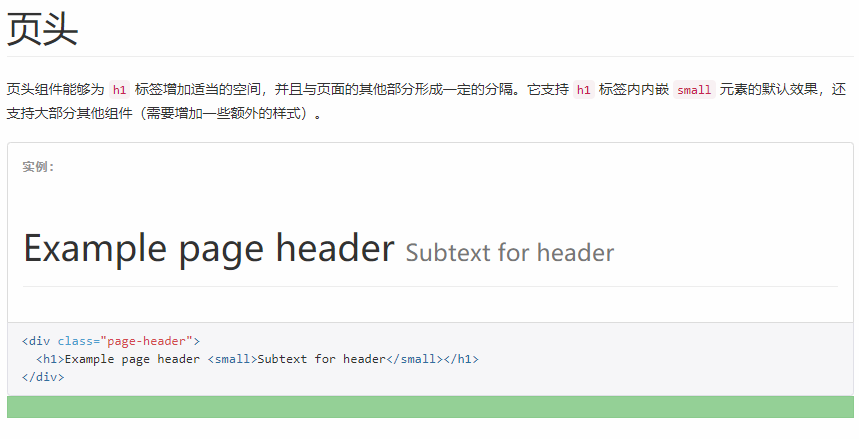 页头
页头组件能够为 h1 标签增加适当的空间，并且与页面的其他部分形成一定的分隔。它支持 h1 标签内内嵌 small 元素的默认效果，还
支持大部分其他组件（需要增加一些额外的样式）。
实例：
Example page header Subtext for header
<div class="page-header">
  <h1>Example page header <small>Subtext for header</small></h1>
</div>